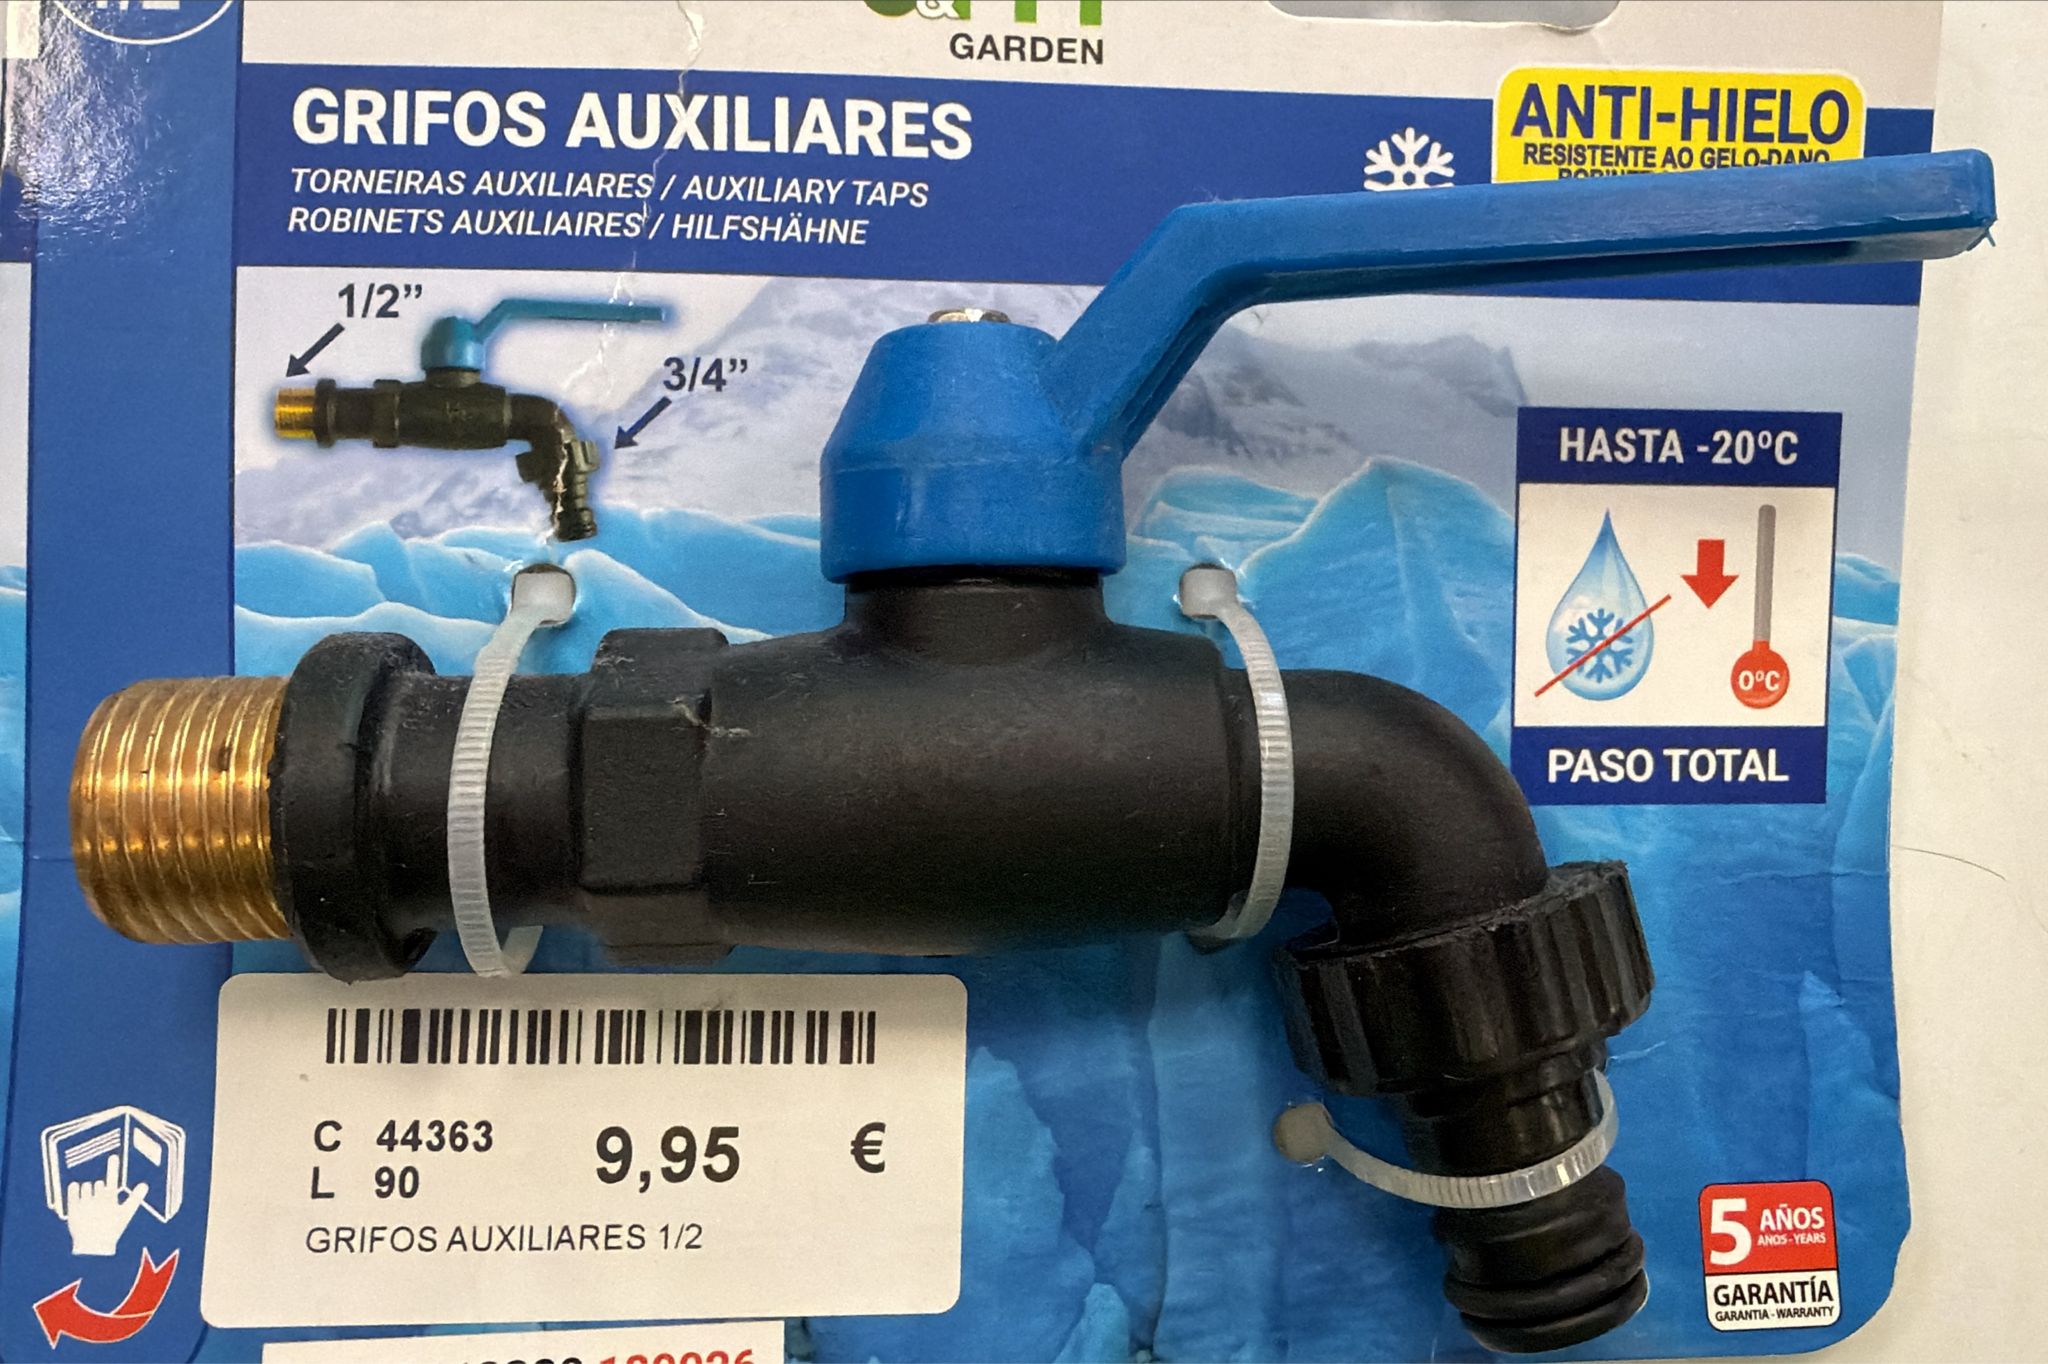 GARDEN
GRIFOS AUXILIARES
TORNEIRAS AUXILIARES / AUXILIARY TAPS
ROBINETS AUXILIAIRES / HILFSHÄHNE
ANTI-HIELO
RESISTENTE AO GELO-DANO
1/2”
3/4”
HASTA -20ºC
0ºC
PASO TOTAL
C 44363
L 90
9,95 €
GRIFOS AUXILIARES 1/2
5 AÑOS
ANOS-YEARS
GARANTÍA
GARANTIA - WARRANTY